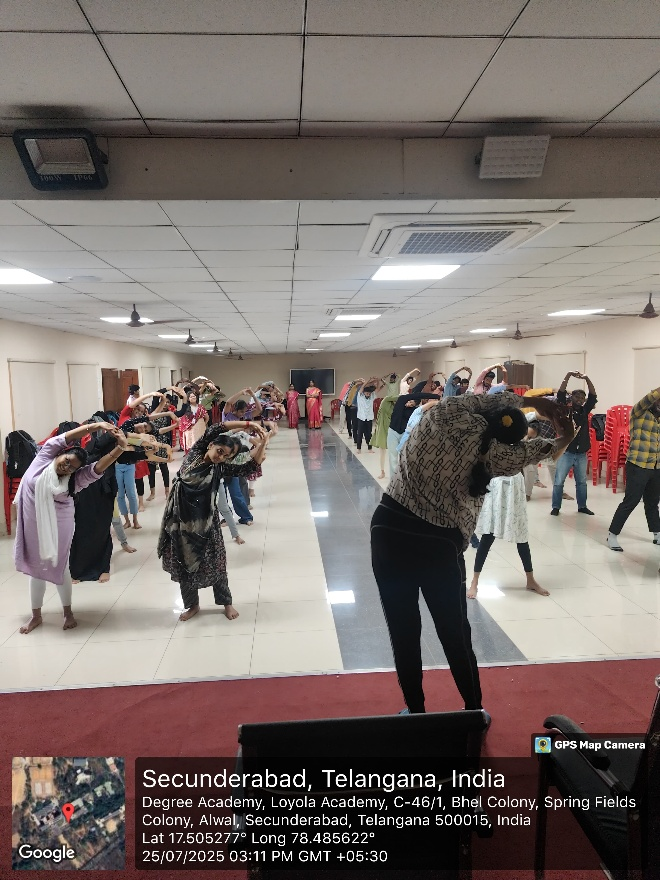 100W IP66
GPS Map Camera
Secunderabad, Telangana, India
Degree Academy, Loyola Academy, C-46/1, Bhel Colony, Spring Fields
Colony, Alwal, Secunderabad, Telangana 500015, India
Lat 17.505277° Long 78.485622°
25/07/2025 03:11 PM GMT +05:30
Google